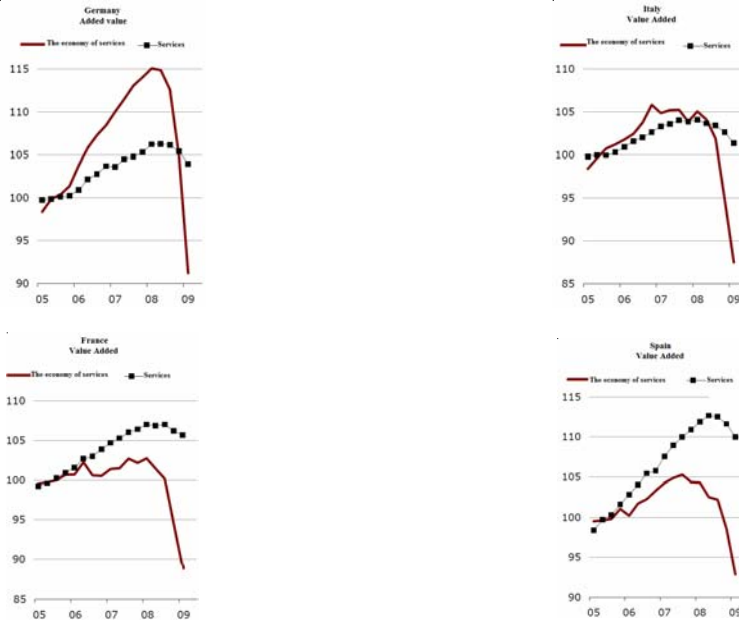 Germany
Added value
The economy of services Services
115
110
105
100
95
90
05 06 07 08 09
Italy
Value Added
The economy of services Services
110
105
100
95
90
85
05 06 07 08 09
France
Value Added
The economy of services Services
110
105
100
95
90
85
05 06 07 08 09
Spain
Value Added
The economy of services Services
115
110
105
100
95
90
05 06 07 08 09